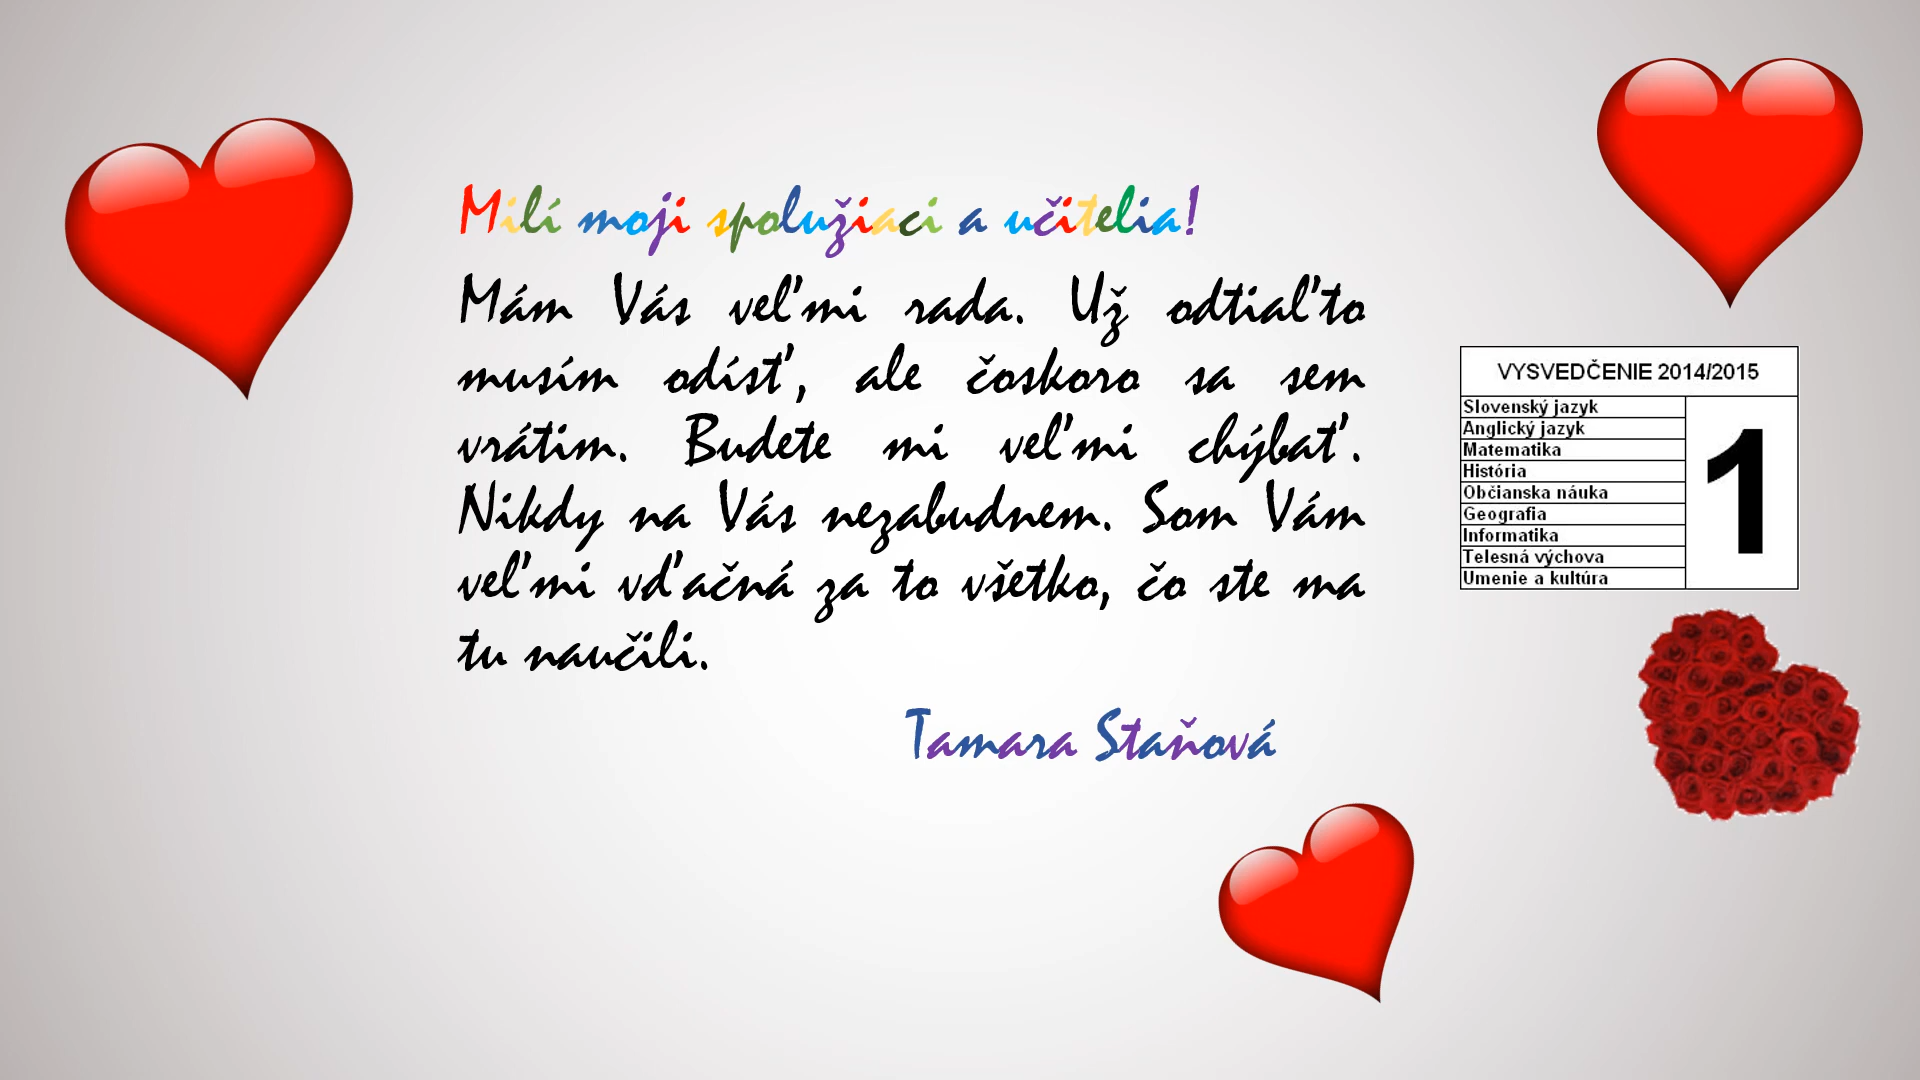 Milí moji spolužiaci a učitelia!
Mám Vás veľmi rada. Už odtiaľto
musím odísť, ale čoskoro sa sem
vrátim. Budete mi veľmi chýbať.
Nikdy na Vás nezabudnem. Som Vám
veľmi vďačná za to všetko, čo ste ma
tu naučili.
Tamara Staňová
VYSVEDČENIE 2014/2015
Slovenský jazyk
Anglický jazyk
Matematika
História
Občianska náuka
Geografia
Informatika
Telesná výchova
Umenie a kultúra
1